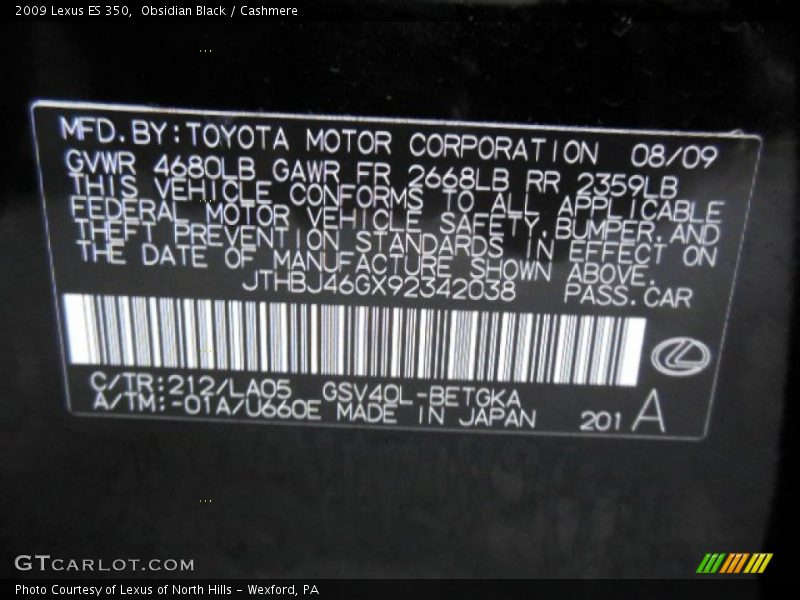 2009 Lexus ES 350,  Obsidian Black / Cashmere
MFD.BY:TOYOTA MOTOR CORPORATION 08/09
GVWR 4680LB GAWR FR 2668LB RR 2359LB
THIS VEHICLE CONFORMS TO ALL APPLICABLE
FEDERAL MOTOR VEHICLE SAFETY,BUMPER,AND
THEFT PREVENTION STANDARDS IN EFFECT ON
THE DATE OF MANUFACTURE SHOWN ABOVE.
JTHBJ46GX92342038 PASS.CAR
C/TR:212/LA05 GSV40L-BETGKA
A/TM:-01A/U660E MADE IN JAPAN 201 A
GTCARLOT.COM
Photo Courtesy of Lexus of North Hills - Wexford, PA